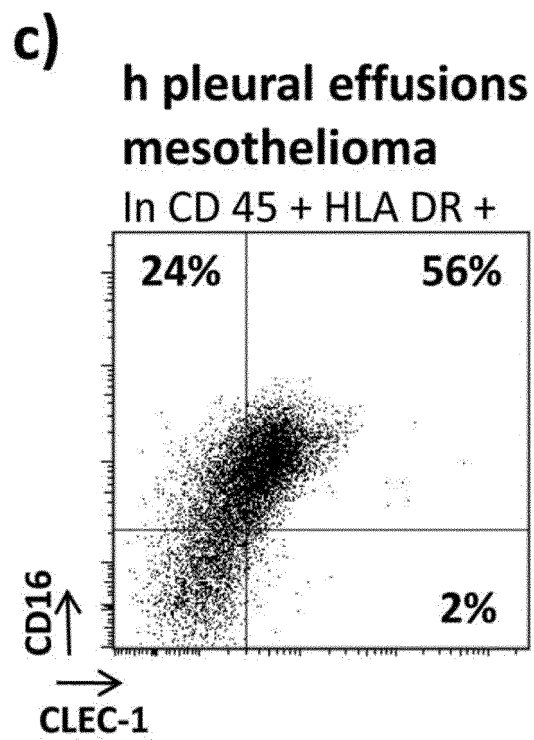 c)
h pleural effusions
mesothelioma
In CD 45 + HLA DR +
24% 56%
2%
CD16
CLEC-1